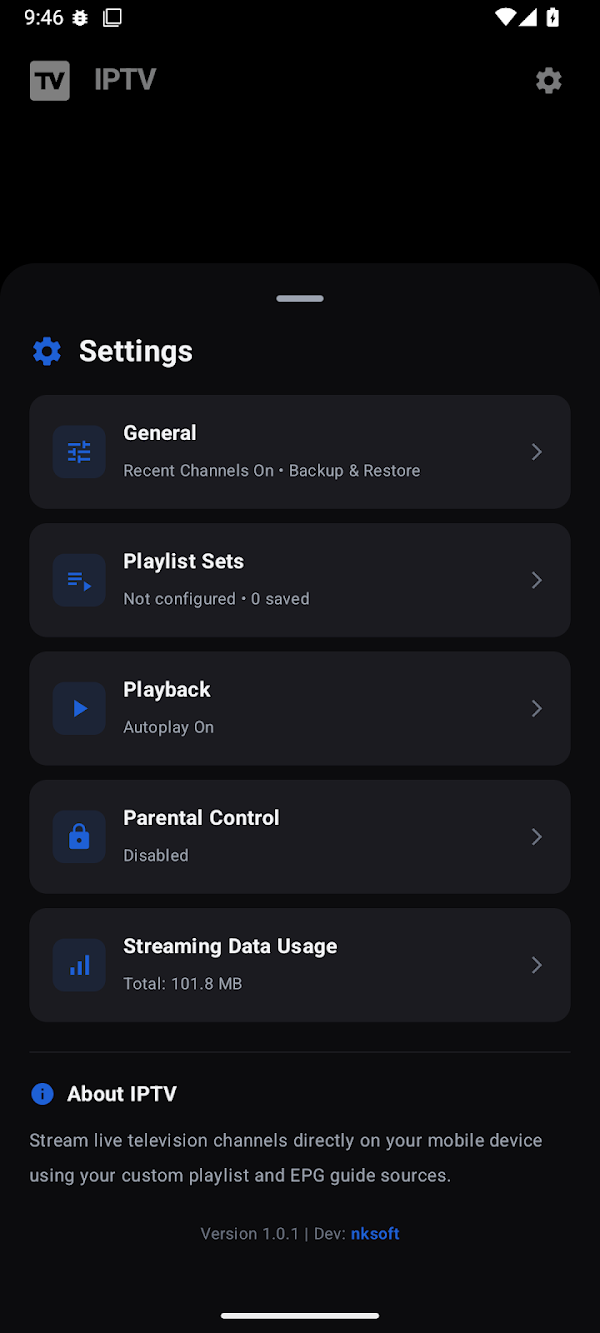 9:46
TV IPTV
Settings
General
Recent Channels On • Backup & Restore
Playlist Sets
Not configured • 0 saved
Playback
Autoplay On
Parental Control
Disabled
Streaming Data Usage
Total: 101.8 MB
About IPTV
Stream live television channels directly on your mobile device
using your custom playlist and EPG guide sources.
Version 1.0.1 | Dev: nksoft